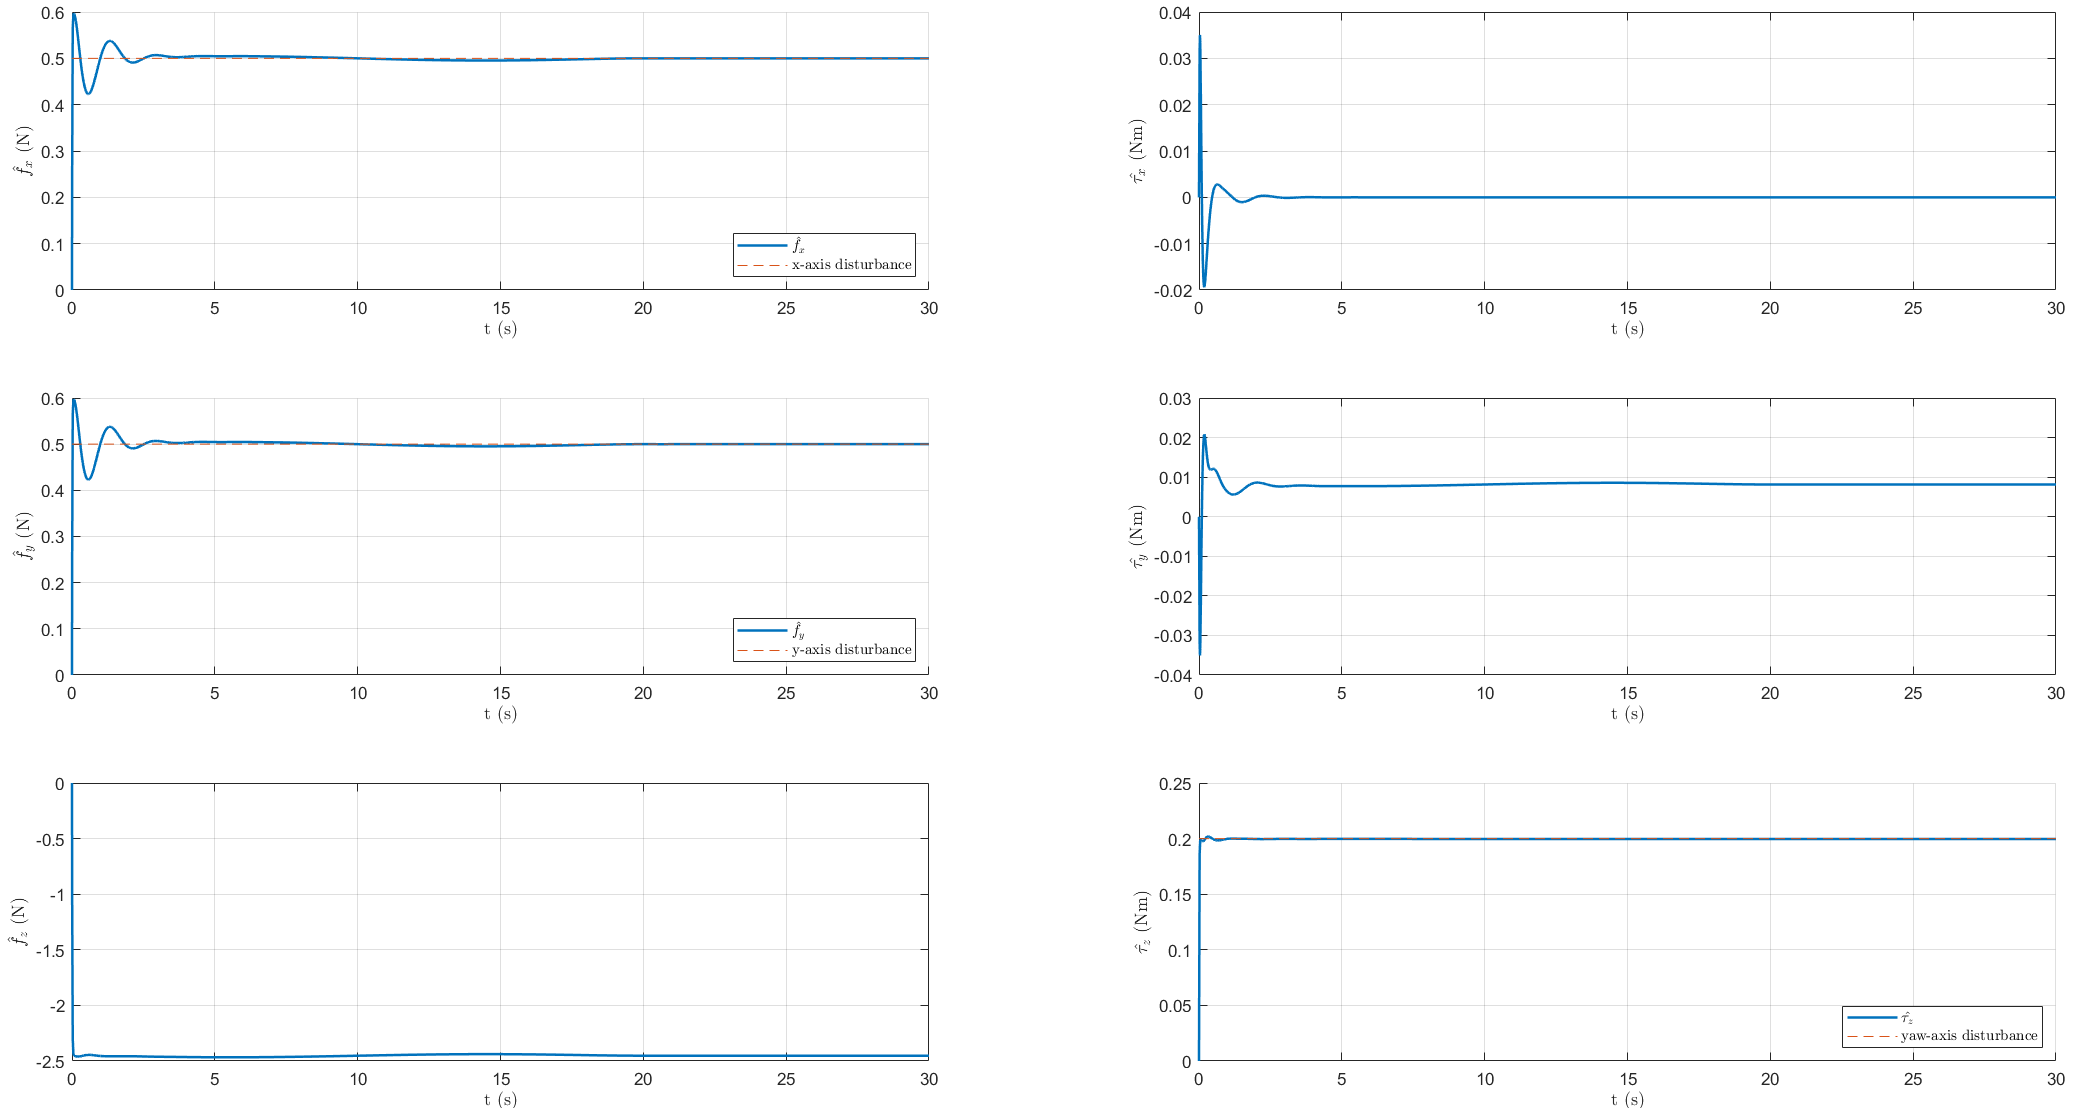 0.6
0.5
0.4
0.3
0.2
0.1
0
f̂ₓ (N)
0 5 10 15 20 25 30
t (s)
f̂ₓ
x-axis disturbance
0.04
0.03
0.02
0.01
0
-0.01
-0.02
τ̂ₓ (Nm)
0 5 10 15 20 25 30
t (s)
0.6
0.5
0.4
0.3
0.2
0.1
0
f̂_y (N)
0 5 10 15 20 25 30
t (s)
f̂_y
y-axis disturbance
0.03
0.02
0.01
0
-0.01
-0.02
-0.03
-0.04
τ̂_y (Nm)
0 5 10 15 20 25 30
t (s)
0
-0.5
-1
-1.5
-2
-2.5
f̂_z (N)
0 5 10 15 20 25 30
t (s)
0.25
0.2
0.15
0.1
0.05
0
τ̂_z (Nm)
0 5 10 15 20 25 30
t (s)
τ̂_z
yaw-axis disturbance